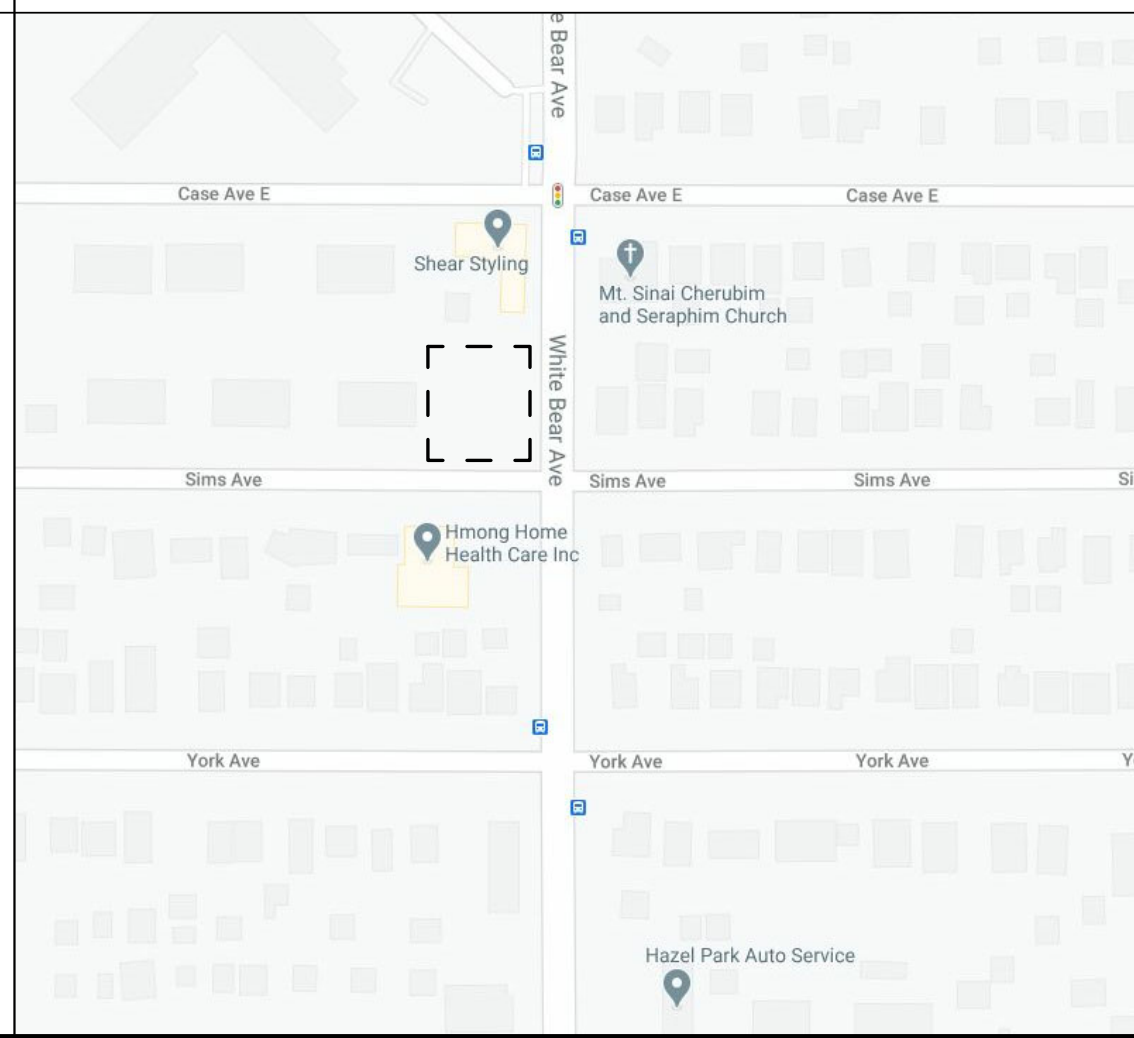 e Bear Ave
Case Ave E
Case Ave E
Case Ave E
Shear Styling
Mt. Sinai Cherubim
and Seraphim Church
White Bear Ave
Sims Ave
Sims Ave
Sims Ave
Si
Hmong Home
Health Care Inc
York Ave
York Ave
York Ave
Y
Hazel Park Auto Service